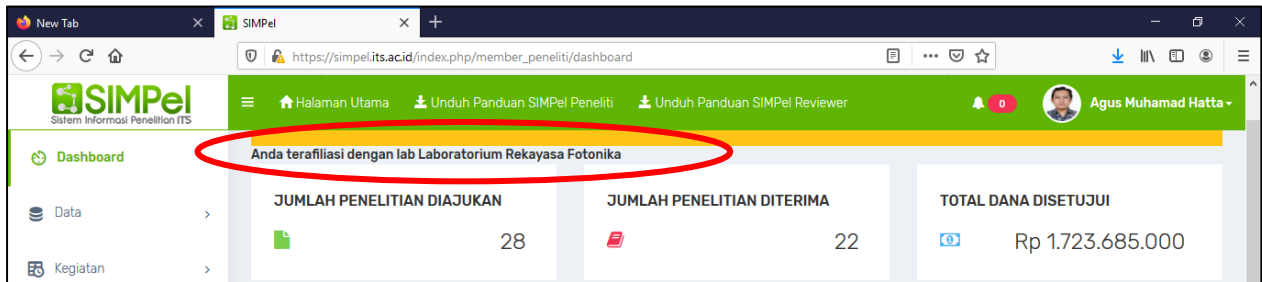 New Tab
SIMPel
https://simpel.its.ac.id/index.php/member_peneliti/dashboard
SIMPel
Sistem Informasi Penelitian ITS
Halaman Utama
Unduh Panduan SIMPel Peneliti
Unduh Panduan SIMPel Reviewer
0
Agus Muhamad Hatta
Dashboard
Data
Kegiatan
Anda terafiliasi dengan lab Laboratorium Rekayasa Fotonika
JUMLAH PENELITIAN DIAJUKAN
28
JUMLAH PENELITIAN DITERIMA
22
TOTAL DANA DISETUJUI
Rp 1.723.685.000